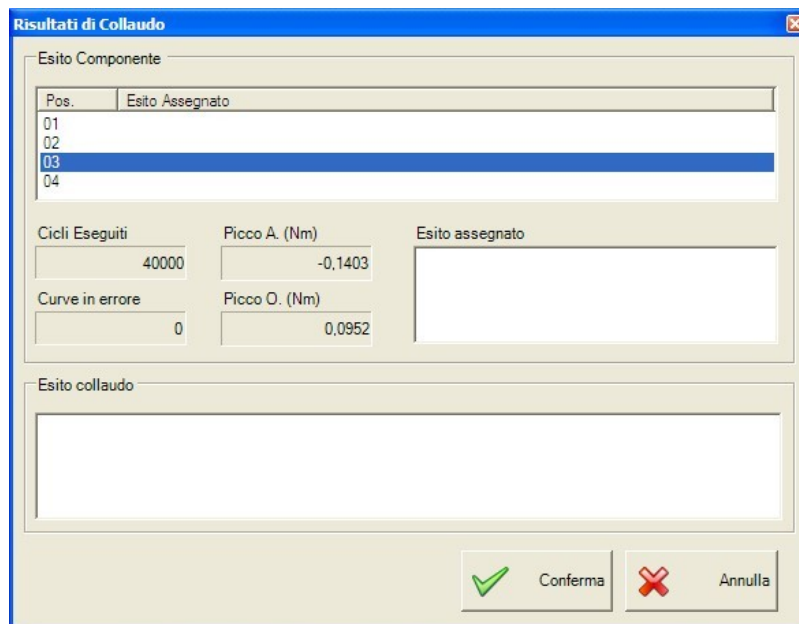 Risultati di Collaudo
Esito Componente
Pos. Esito Assegnato
01
02
03
04
Cicli Eseguiti Picco A. (Nm) Esito assegnato
40000 -0,1403
Curve in errore Picco O. (Nm)
0 0,0952
Esito collaudo
Conferma Annulla